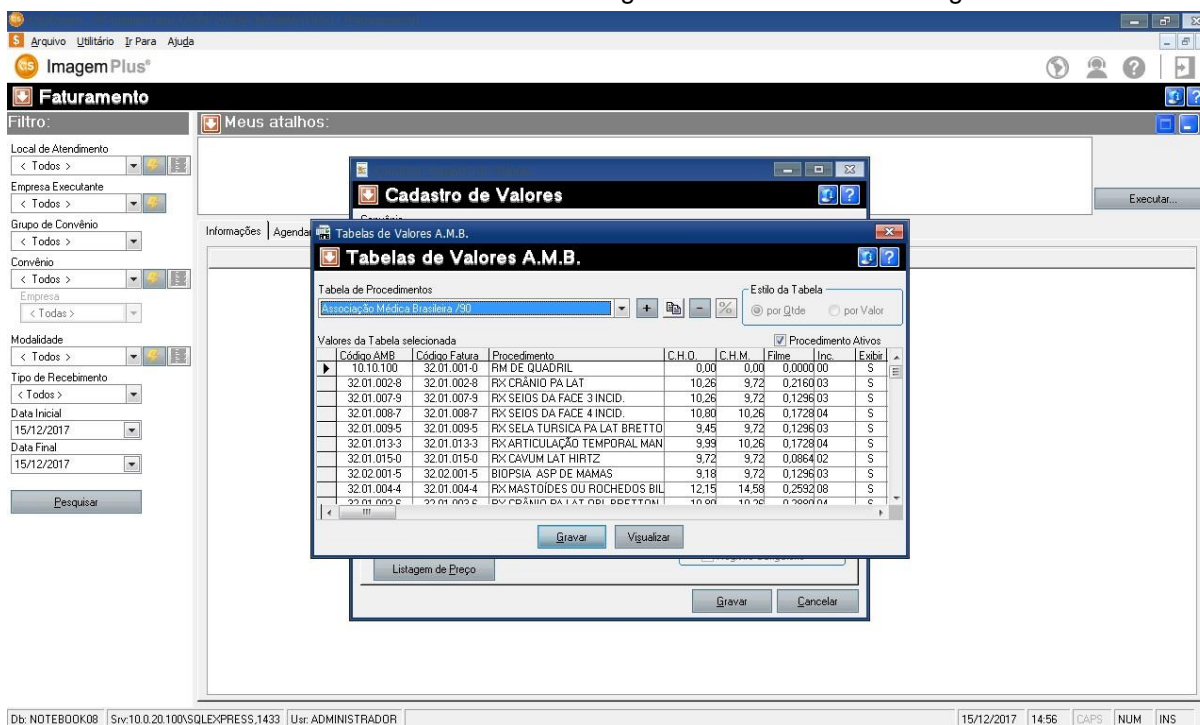 Arquivo Utilitário Ir Para Ajuda
ImagemPlus®
Faturamento
Filtro:
Meus atalhos:
Local de Atendimento
< Todos >
Empresa Executante
< Todos >
Grupo de Convênio
< Todos >
Convênio
< Todos >
Empresa
< Todas >
Modalidade
< Todos >
Tipo de Recebimento
< Todos >
Data Inicial
15/12/2017
Data Final
15/12/2017
Pesquisar
Executar...
Informações
Cadastro de Valores
Convênio
Tabelas de Valores A.M.B.
Tabelas de Valores A.M.B.
Tabela de Procedimentos
Associação Médica Brasileira /90
Estilo da Tabela
por Qtde por Valor
Valores da Tabela selecionada
Procedimento Ativos
Código AMB Código Fatura Procedimento C.H.O. C.H.M. Filme Inc. Exibir
10.10.100 32.01.001-0 RM DE QUADRIL 0,00 0,00 0,0000 00 S
32.01.002-8 32.01.002-8 RX CRÂNIO PA LAT 10,26 9,72 0,2160 03 S
32.01.007-9 32.01.007-9 RX SEIOS DA FACE 3 INCID. 10,26 9,72 0,1296 03 S
32.01.008-7 32.01.008-7 RX SEIOS DA FACE 4 INCID. 10,80 10,26 0,1728 04 S
32.01.009-5 32.01.009-5 RX SELA TURSICA PA LAT BRETTO 9,45 9,72 0,1296 03 S
32.01.013-3 32.01.013-3 RX ARTICULAÇÃO TEMPORAL MAN 9,99 10,26 0,1728 04 S
32.01.015-0 32.01.015-0 RX CAVUM LAT HIRTZ 9,72 9,72 0,0864 02 S
32.02.001-5 32.02.001-5 BIOPSIA ASP DE MAMAS 9,18 9,72 0,1296 03 S
32.01.004-4 32.01.004-4 RX MASTOÍDES OU ROCHEDOS BIL 12,15 14,58 0,2592 08 S
Gravar Visualizar
Listagem de Preço
Gravar Cancelar
Db: NOTEBOOK08 Srv:10.0.20.100\SQLEXPRESS,1433 Usr: ADMINISTRADOR 15/12/2017 14:56 CAPS NUM INS